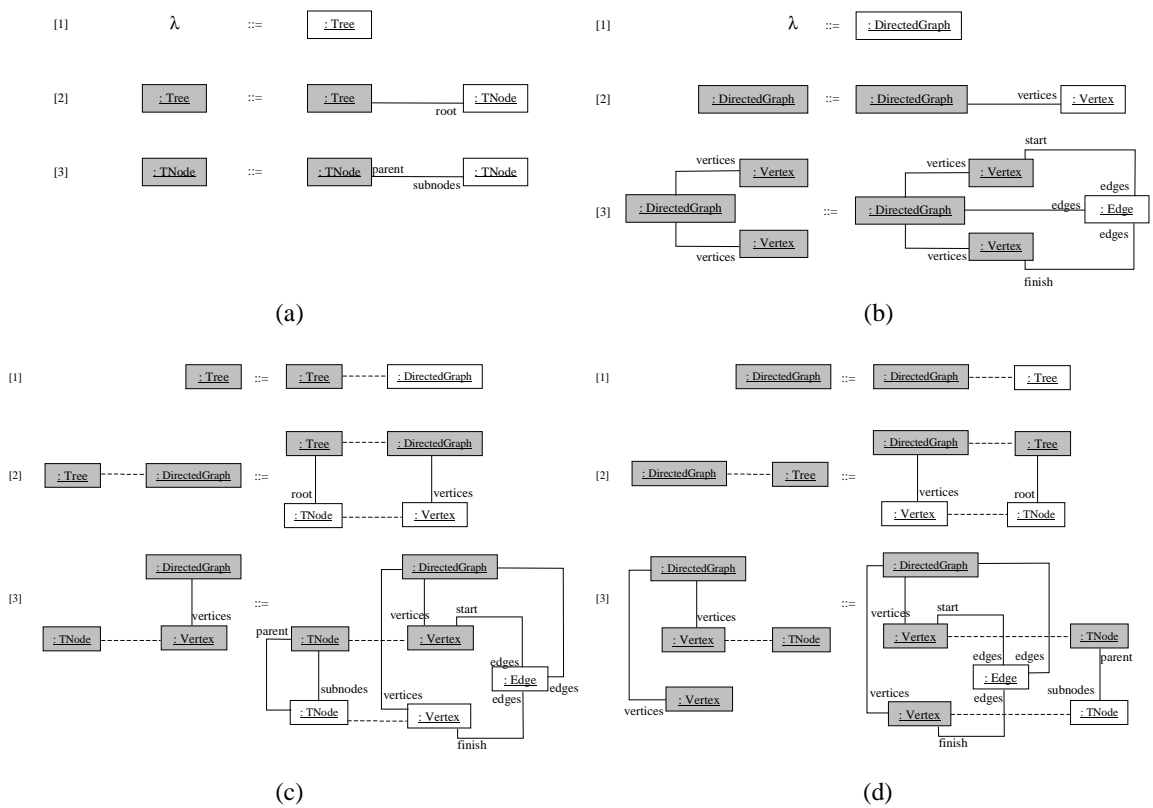 [1] λ ::= : Tree
[2] : Tree ::= : Tree root : TNode
[3] : TNode ::= : TNode parent subnodes : TNode
(a)
[1] λ ::= : DirectedGraph
[2] : DirectedGraph ::= : DirectedGraph vertices : Vertex
start
vertices : Vertex vertices : Vertex edges
[3] : DirectedGraph ::= : DirectedGraph edges : Edge
edges
: Vertex : Vertex
vertices vertices
finish
(b)
[1] : Tree ::= : Tree : DirectedGraph
: Tree : DirectedGraph
[2] : Tree : DirectedGraph ::=
root vertices
: TNode : Vertex
: DirectedGraph : DirectedGraph
[3] ::=
vertices vertices start
parent
: TNode : Vertex : TNode : Vertex
edges
: Edge
subnodes edges edges
vertices
: TNode : Vertex
finish
(c)
[1] : DirectedGraph ::= : DirectedGraph : Tree
: DirectedGraph : Tree
[2] : DirectedGraph : Tree ::=
vertices root
: Vertex : TNode
: DirectedGraph : DirectedGraph
[3] ::=
vertices vertices start
: Vertex : TNode : Vertex : TNode
edges edges parent
: Edge
vertices edges subnodes
: Vertex
vertices
: Vertex : TNode
finish
(d)